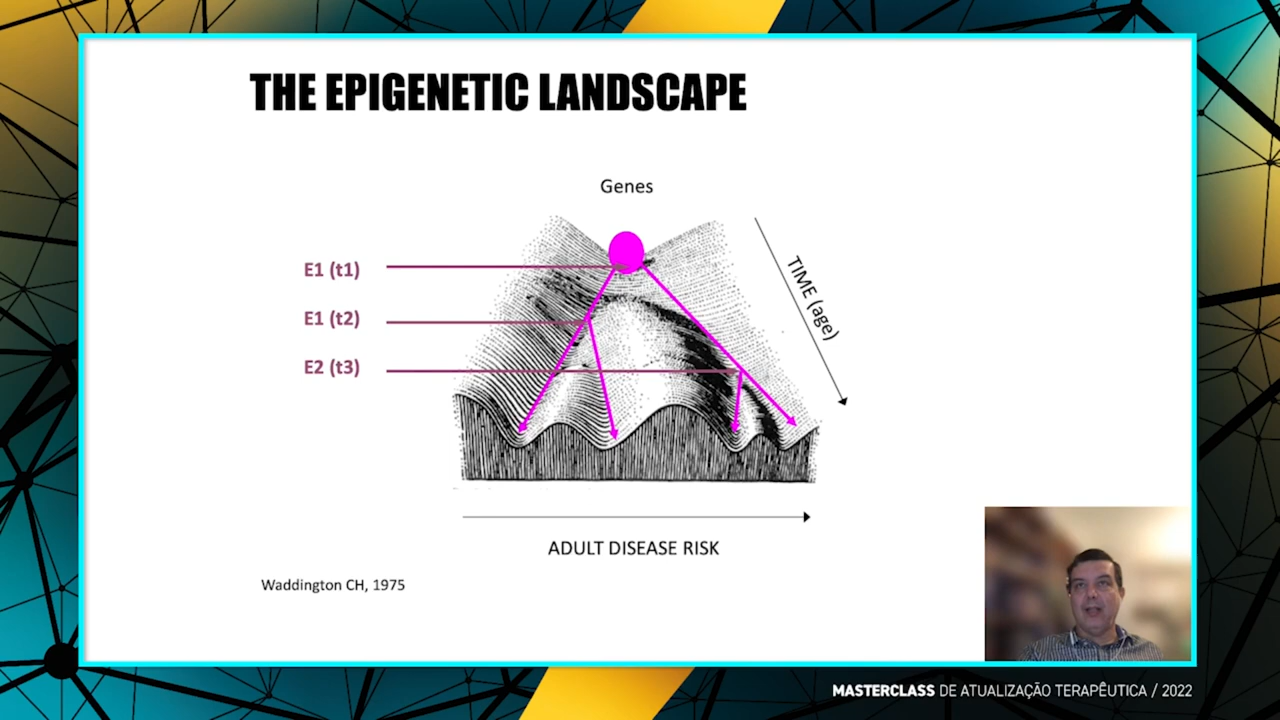 THE EPIGENETIC LANDSCAPE
Genes
E1 (t1)
E1 (t2)
E2 (t3)
TIME (age)
ADULT DISEASE RISK
Waddington CH, 1975
MASTERCLASS DE ATUALIZAÇÃO TERAPÊUTICA / 2022